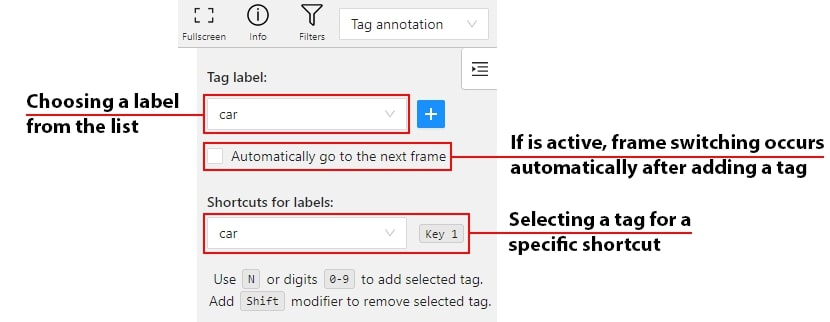 Fullscreen
Info
Filters
Tag annotation
Tag label:
Choosing a label
from the list
car
+
If is active, frame switching occurs
automatically after adding a tag
Automatically go to the next frame
Shortcuts for labels:
Selecting a tag for a
specific shortcut
car
Key 1
Use N or digits 0-9 to add selected tag.
Add Shift modifier to remove selected tag.